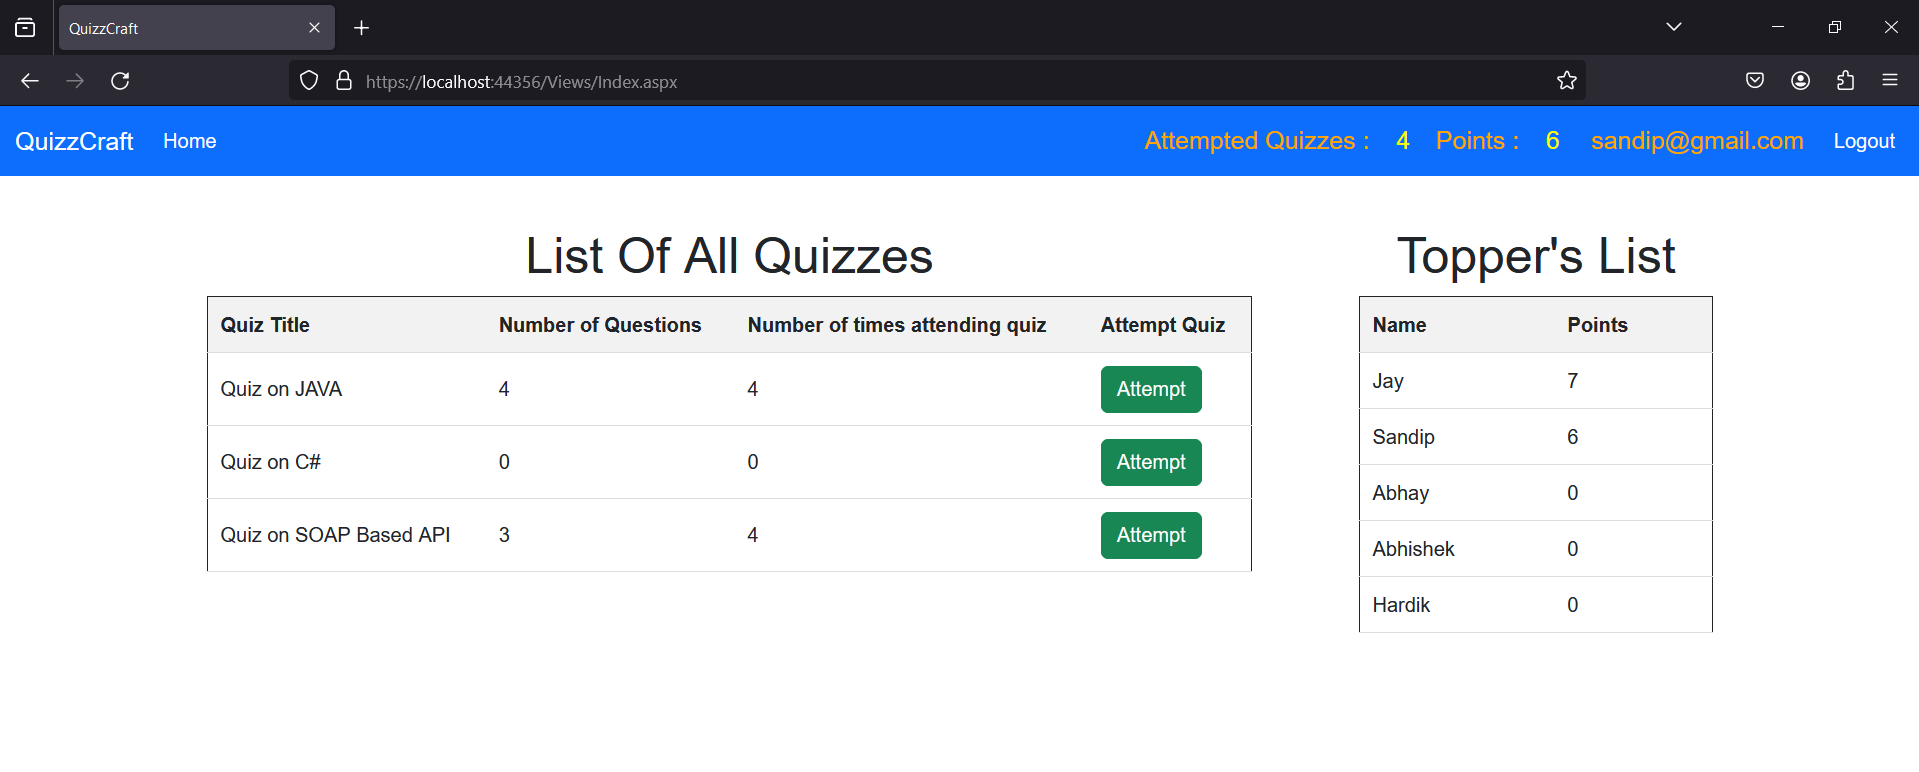 QuizzCraft
https://localhost:44356/Views/Index.aspx
QuizzCraft Home Attempted Quizzes : 4 Points : 6 sandip@gmail.com Logout
List Of All Quizzes
Quiz Title Number of Questions Number of times attending quiz Attempt Quiz
Quiz on JAVA 4 4 Attempt
Quiz on C# 0 0 Attempt
Quiz on SOAP Based API 3 4 Attempt
Topper's List
Name Points
Jay 7
Sandip 6
Abhay 0
Abhishek 0
Hardik 0